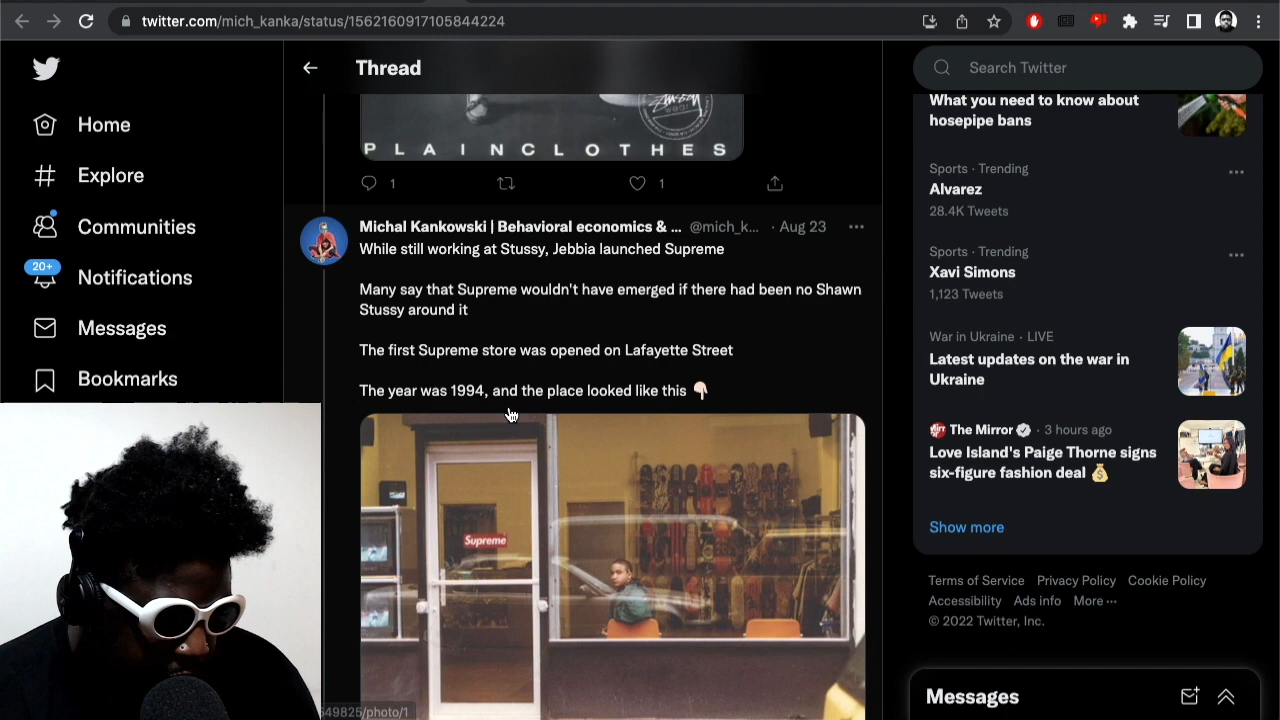 twitter.com/mich_kanka/status/1562160917105844224
Home
Explore
Communities
20+
Notifications
Messages
Bookmarks
Thread
PLAINCLOTHES
1
1
Michal Kankowski | Behavioral economics & ... @mich_k... · Aug 23
While still working at Stussy, Jebbia launched Supreme
Many say that Supreme wouldn't have emerged if there had been no Shawn
Stussy around it
The first Supreme store was opened on Lafayette Street
The year was 1994, and the place looked like this 👇🏻
Supreme
549825/photo/1
Search Twitter
What you need to know about
hosepipe bans
Sports · Trending
Alvarez
28.4K Tweets
Sports · Trending
Xavi Simons
1,123 Tweets
War in Ukraine · LIVE
Latest updates on the war in
Ukraine
The Mirror · 3 hours ago
Love Island's Paige Thorne signs
six-figure fashion deal 💰
Show more
Terms of Service Privacy Policy Cookie Policy
Accessibility Ads info More ···
© 2022 Twitter, Inc.
Messages